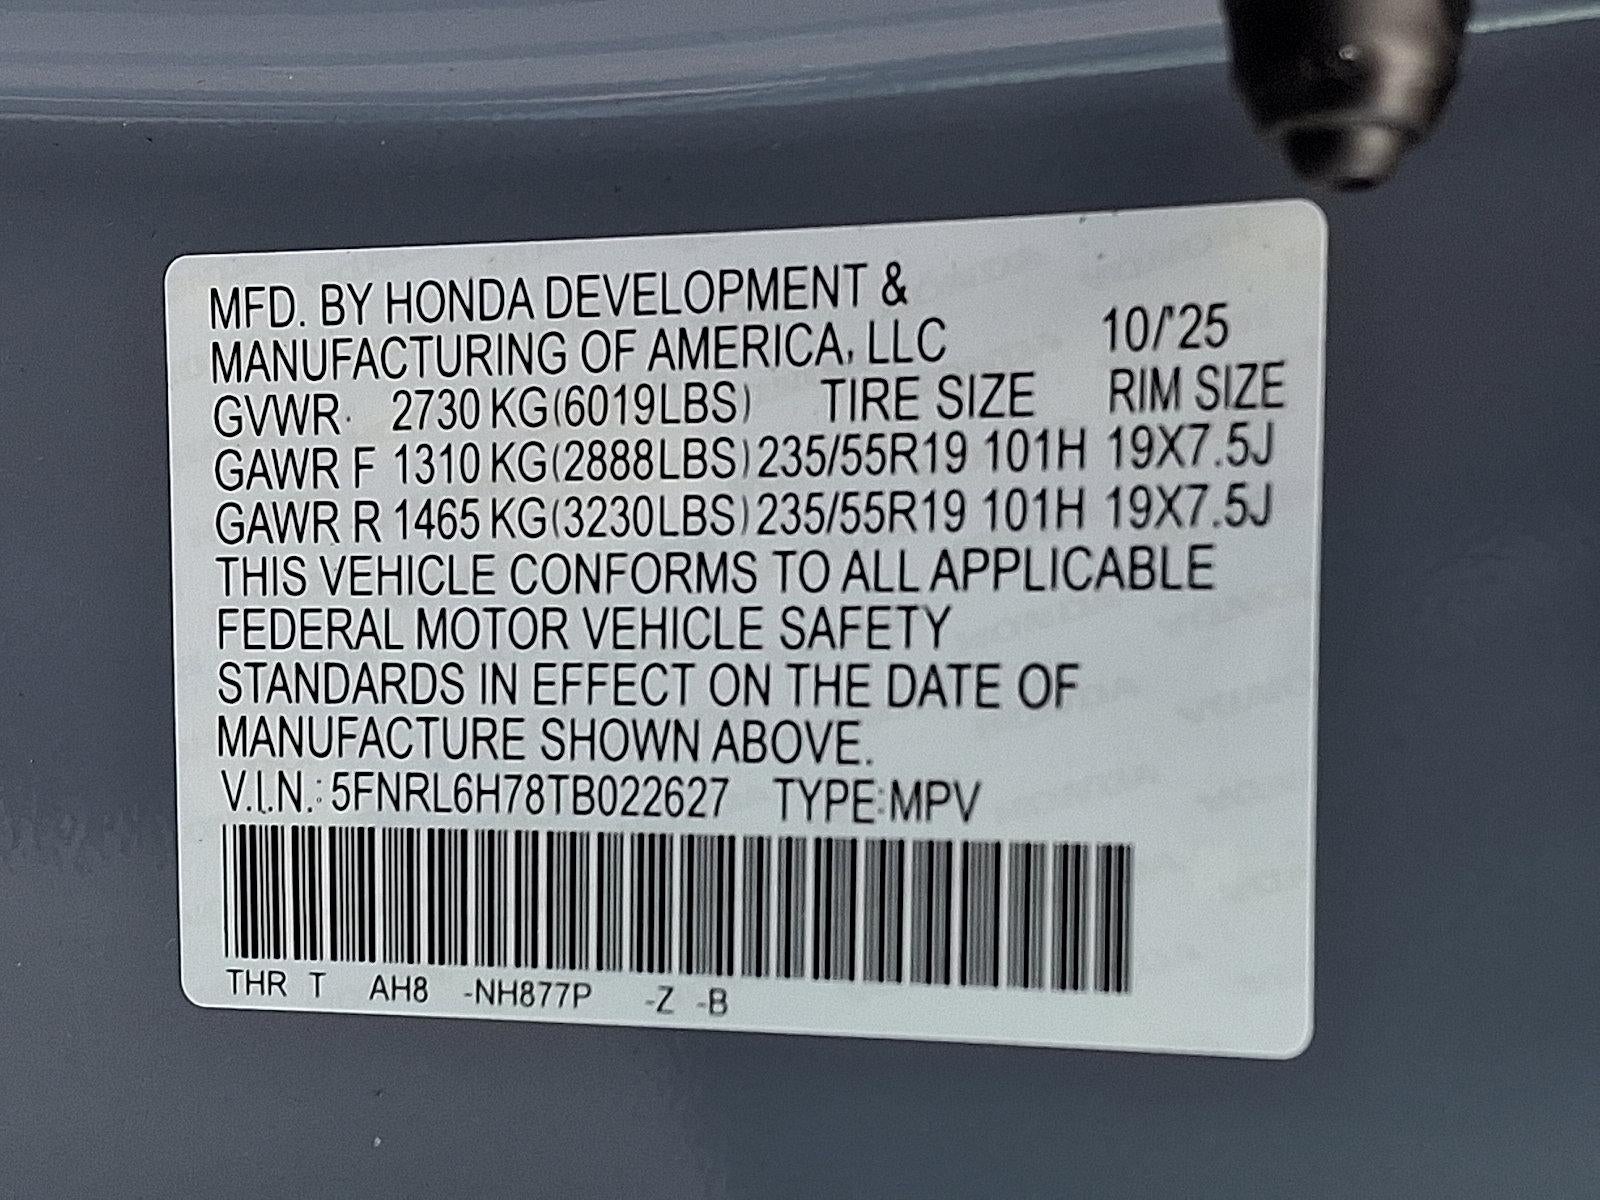 MFD. BY HONDA DEVELOPMENT &
MANUFACTURING OF AMERICA, LLC 10/'25
GVWR 2730 KG(6019LBS) TIRE SIZE RIM SIZE
GAWR F 1310 KG(2888LBS) 235/55R19 101H 19X7.5J
GAWR R 1465 KG(3230LBS) 235/55R19 101H 19X7.5J
THIS VEHICLE CONFORMS TO ALL APPLICABLE
FEDERAL MOTOR VEHICLE SAFETY
STANDARDS IN EFFECT ON THE DATE OF
MANUFACTURE SHOWN ABOVE.
V.I.N.: 5FNRL6H78TB022627 TYPE:MPV
THR T AH8 -NH877P -Z -B